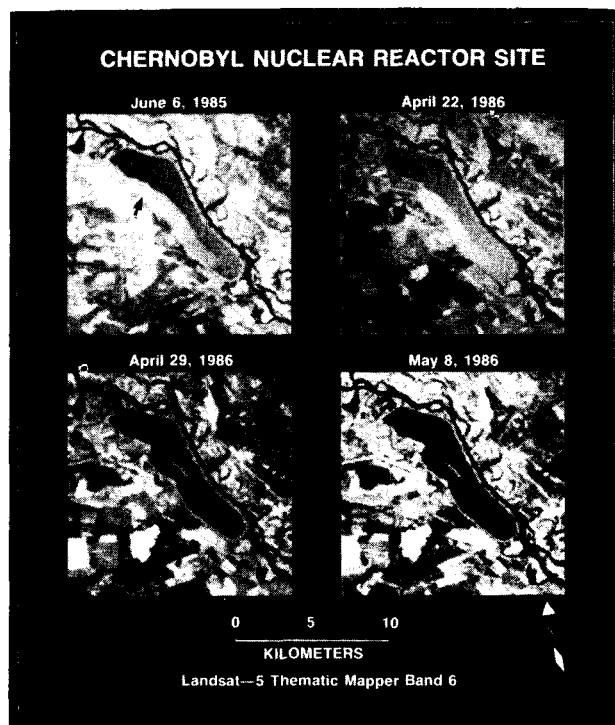 CHERNOBYL NUCLEAR REACTOR SITE
June 6, 1985
April 22, 1986
April 29, 1986
May 8, 1986
0 5 10
KILOMETERS
Landsat—5 Thematic Mapper Band 6